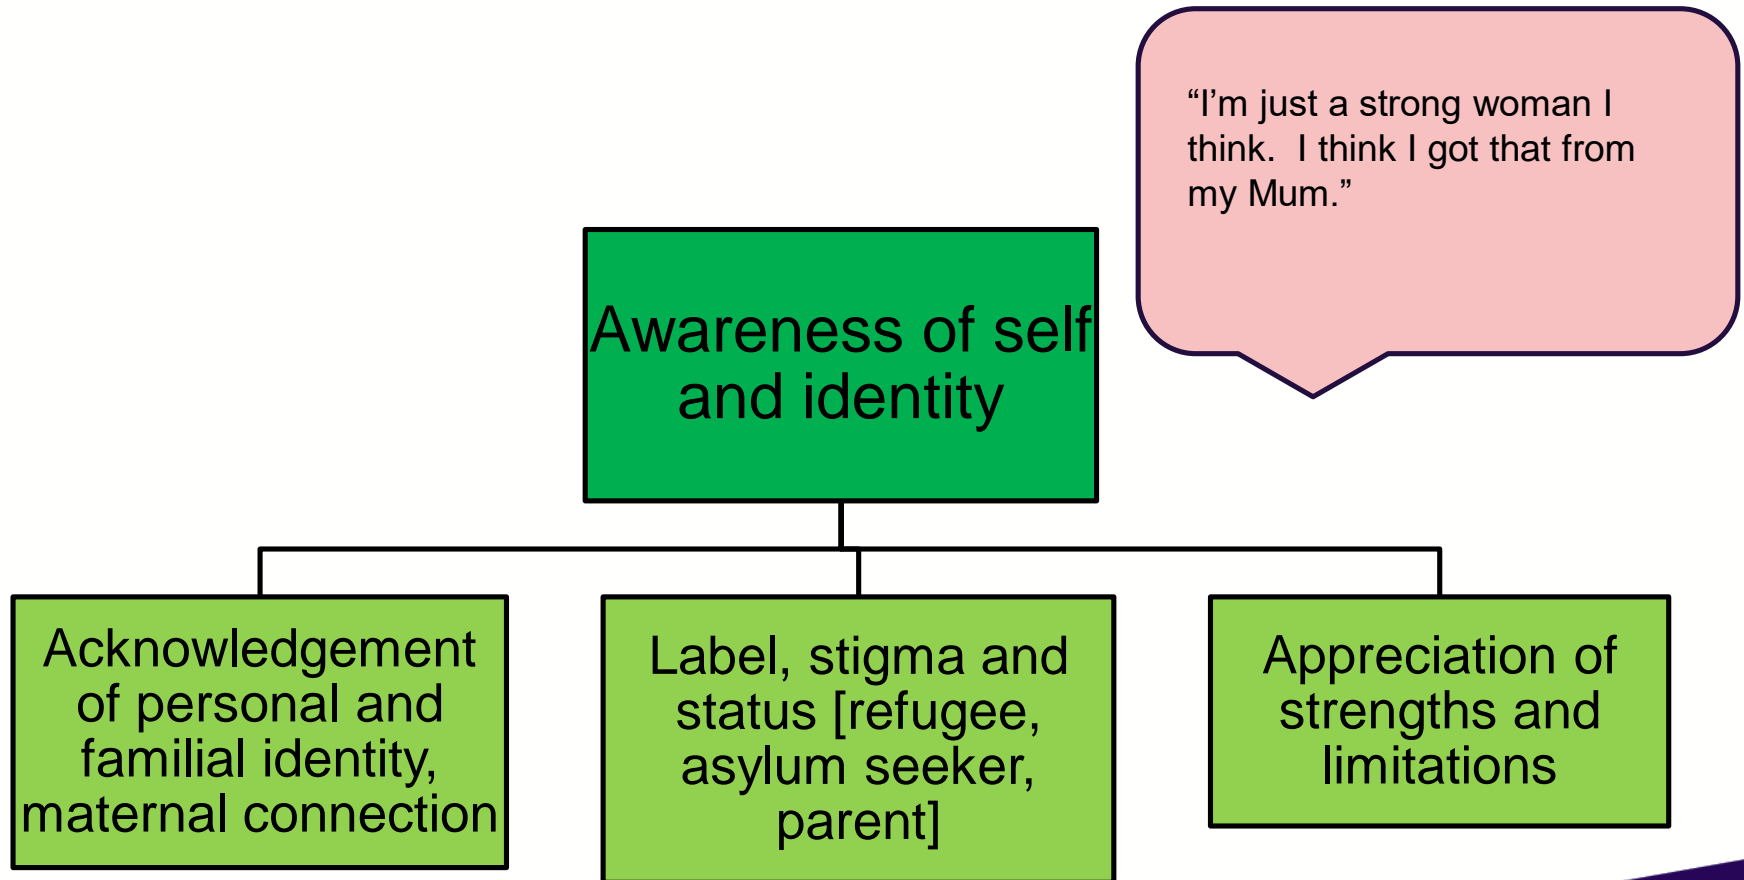 “I’m just a strong woman I
think.  I think I got that from
my Mum.”
Awareness of self
and identity
Acknowledgement
of personal and
familial identity,
maternal connection
Label, stigma and
status [refugee,
asylum seeker,
parent]
Appreciation of
strengths and
limitations